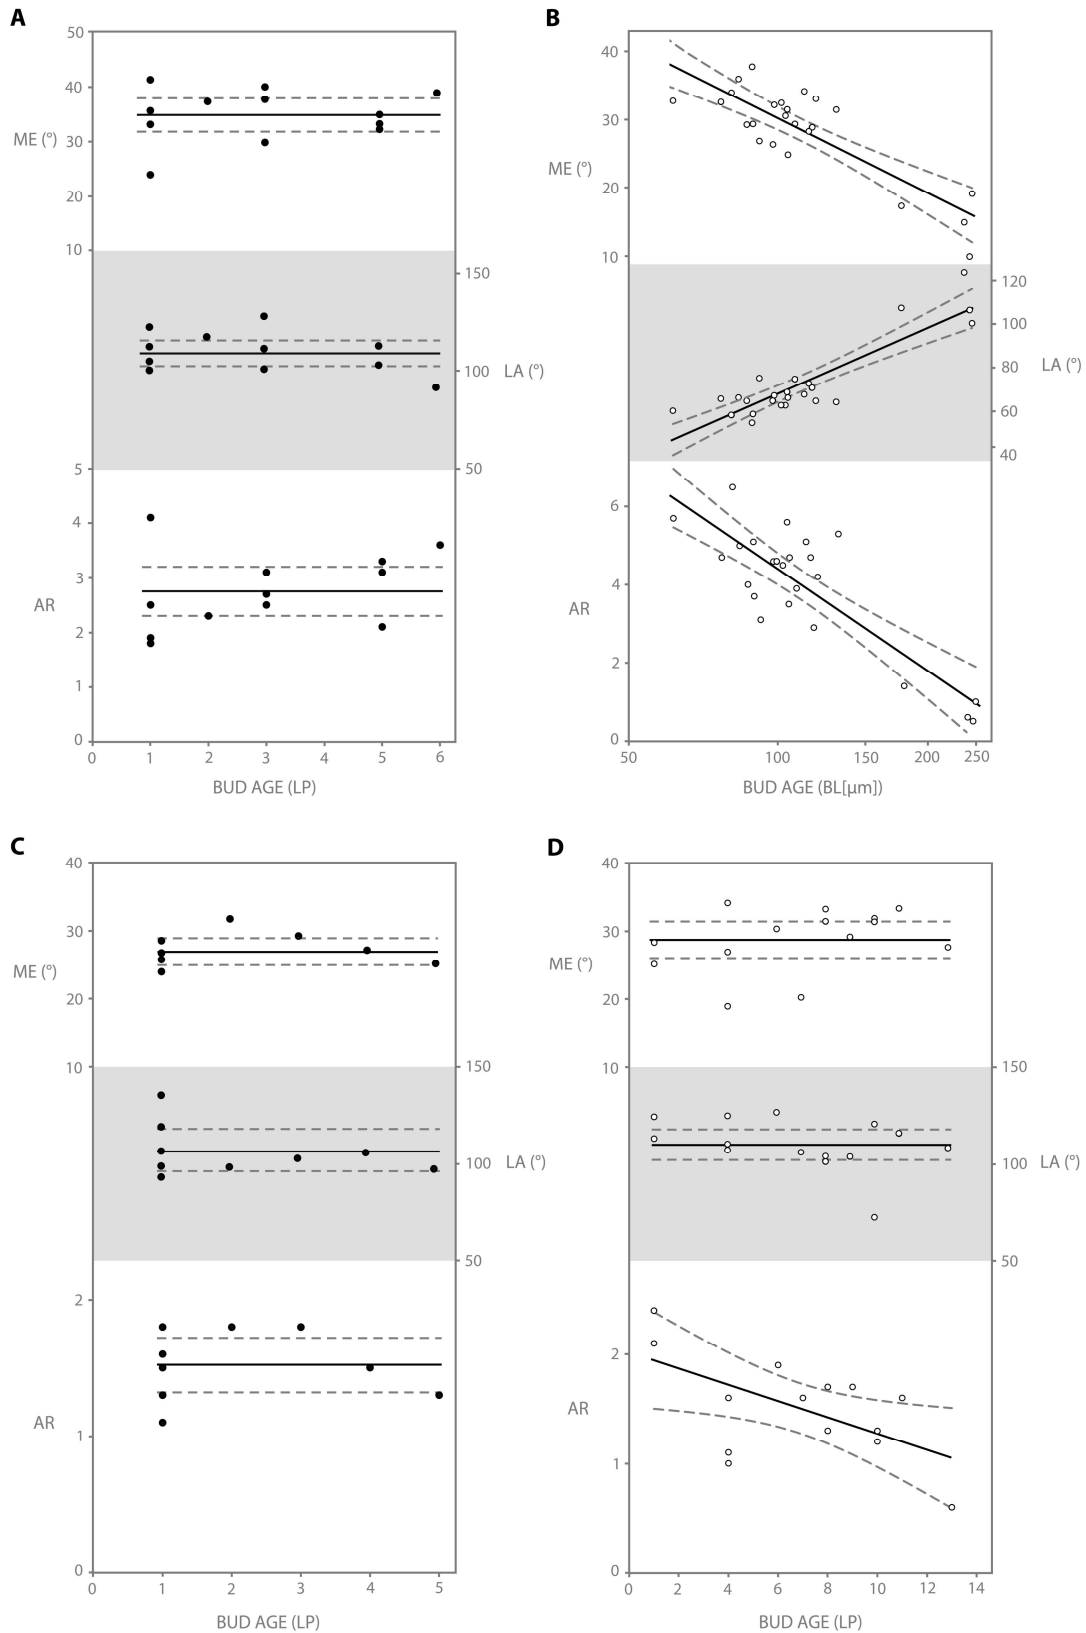 A
50
40
ME (°)
30
20
10
150
LA (°)
100
50
5
4
3
AR
2
1
0
0 1 2 3 4 5 6
BUD AGE (LP)
B
40
30
ME (°)
20
10
120
100
80
LA (°)
60
40
6
4
AR
2
0
50 100 150 200 250
BUD AGE (BL[µm])
C
40
30
ME (°)
20
10
150
100
LA (°)
50
2
AR
1
0
0 1 2 3 4 5
BUD AGE (LP)
D
40
30
ME (°)
20
10
150
100
LA (°)
50
2
AR
1
0
0 2 4 6 8 10 12 14
BUD AGE (LP)